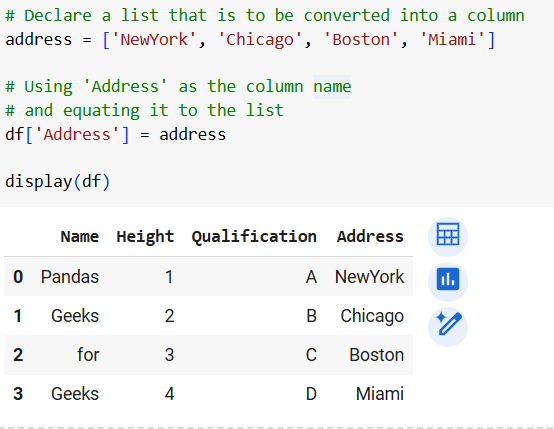 # Declare a list that is to be converted into a column
address = ['NewYork', 'Chicago', 'Boston', 'Miami']
# Using 'Address' as the column name
# and equating it to the list
df['Address'] = address
display(df)
Name Height Qualification Address
0 Pandas 1 A NewYork
1 Geeks 2 B Chicago
2 for 3 C Boston
3 Geeks 4 D Miami